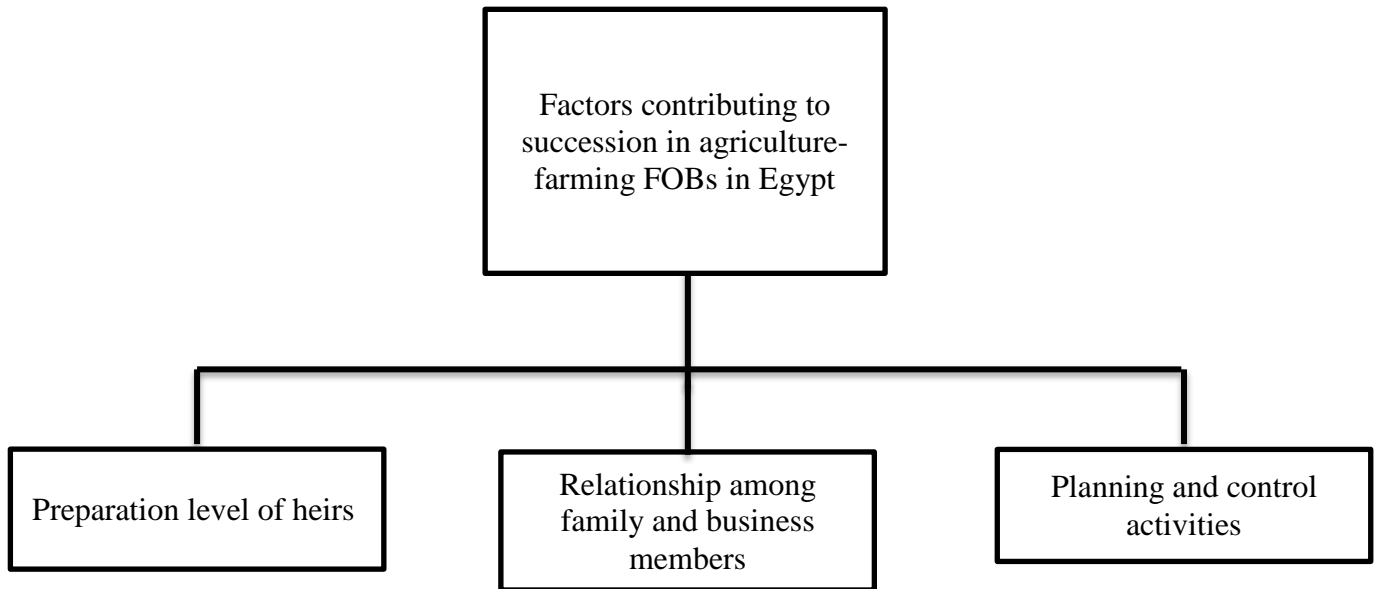 Factors contributing to
succession in agriculture-
farming FOBs in Egypt
Preparation level of heirs
Relationship among
family and business
members
Planning and control
activities